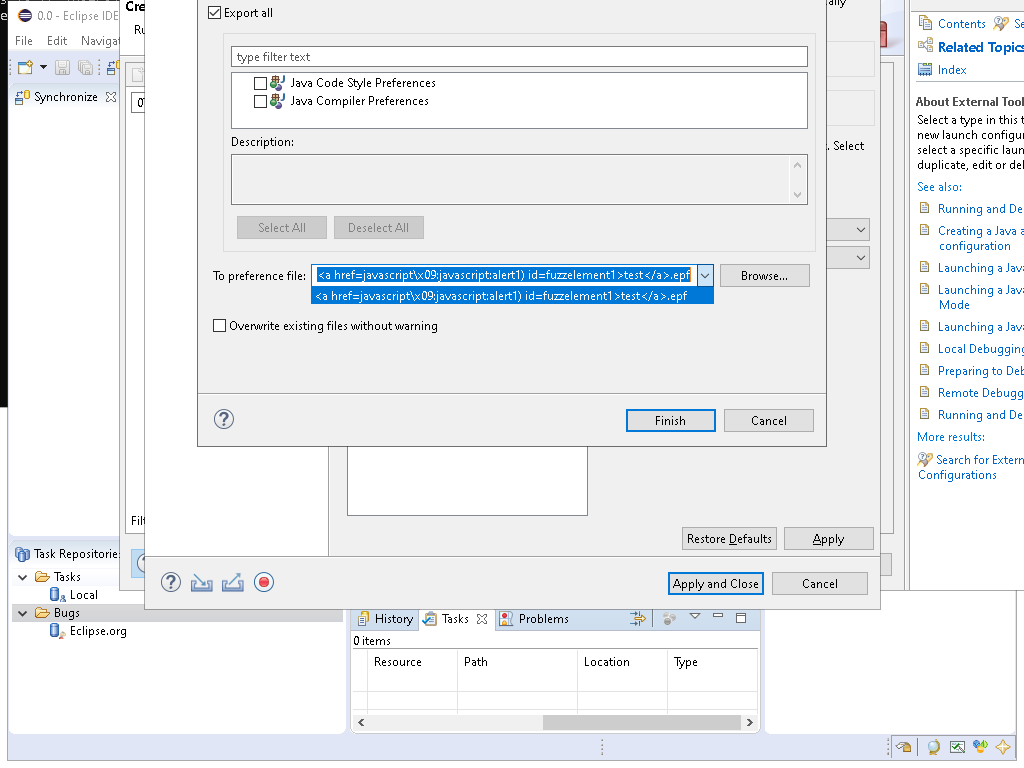 0.0 - Eclipse IDE
Cre
Export all
ally
File Edit Navigat
Ru
Contents Se
Related Topics
Index
type filter text
Synchronize
Java Code Style Preferences
Java Compiler Preferences
About External Tool
Select a type in this t
new launch configur
select a specific laun
duplicate, edit or del
Description:
. Select
See also:
Running and De
Creating a Java a
configuration
Select All Deselect All
Launching a Java
Launching a Java
Mode
Launching a Java
Local Debugging
Preparing to Deb
Remote Debugg
Running and De
More results:
Search for Extern
Configurations
To preference file: <a href=javascript\x09:javascript:alert1) id=fuzzelement1>test</a>.epf Browse...
<a href=javascript\x09:javascript:alert1) id=fuzzelement1>test</a>.epf
Overwrite existing files without warning
Finish Cancel
Filt
Restore Defaults Apply
Task Repositorie
Tasks
Local
Bugs
Eclipse.org
Apply and Close Cancel
History Tasks Problems
0 items
Resource Path Location Type